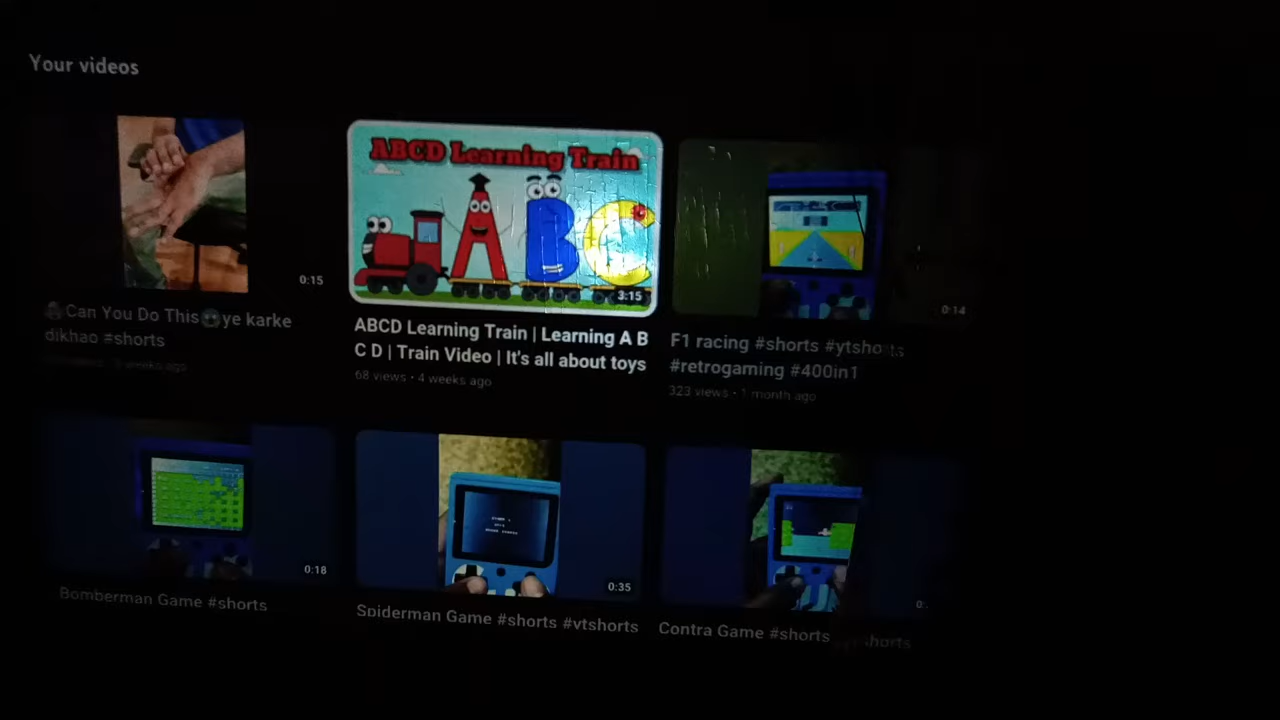 Your videos
ABCD Learning Train
A B C
0:15
3:15
0:14
Can You Do This😱ye karke
dikhao #shorts
weeks ago
ABCD Learning Train | Learning A B
C D | Train Video | It's all about toys
68 views • 4 weeks ago
F1 racing #shorts #ytshorts
#retrogaming #400in1
323 views • 1 month ago
0:18
0:35
Bomberman Game #shorts
Spiderman Game #shorts #ytshorts
Contra Game #shorts